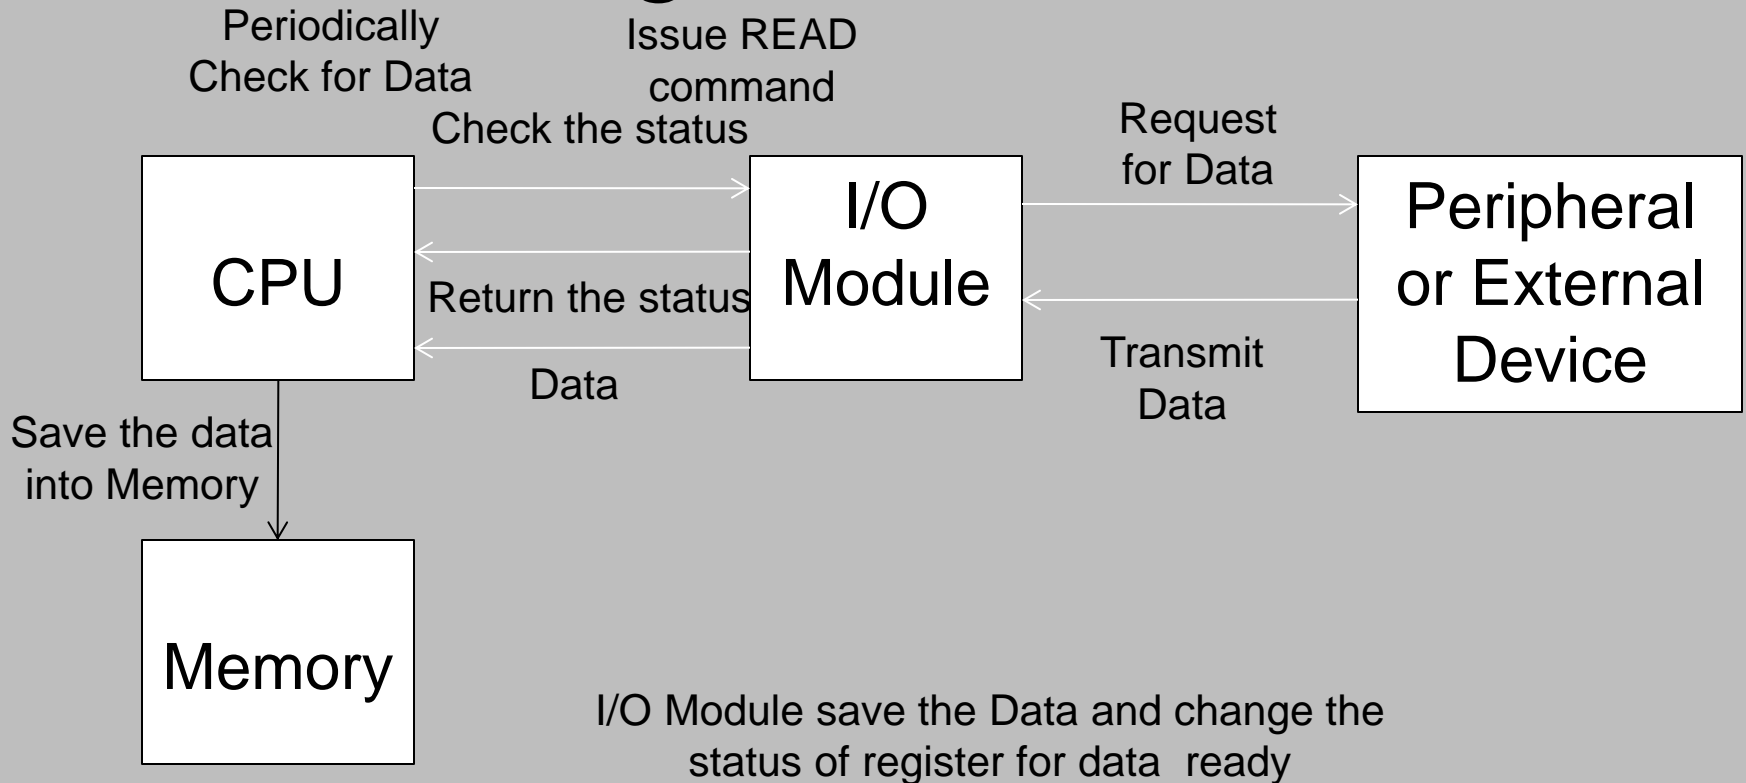 Periodically
Check for Data
Issue READ
command
Check the status
Request
for Data
CPU
I/O
Module
Peripheral
or External
Device
Return the status
Data
Transmit
Data
Save the data
into Memory
Memory
I/O Module save the Data and change the
status of register for data ready